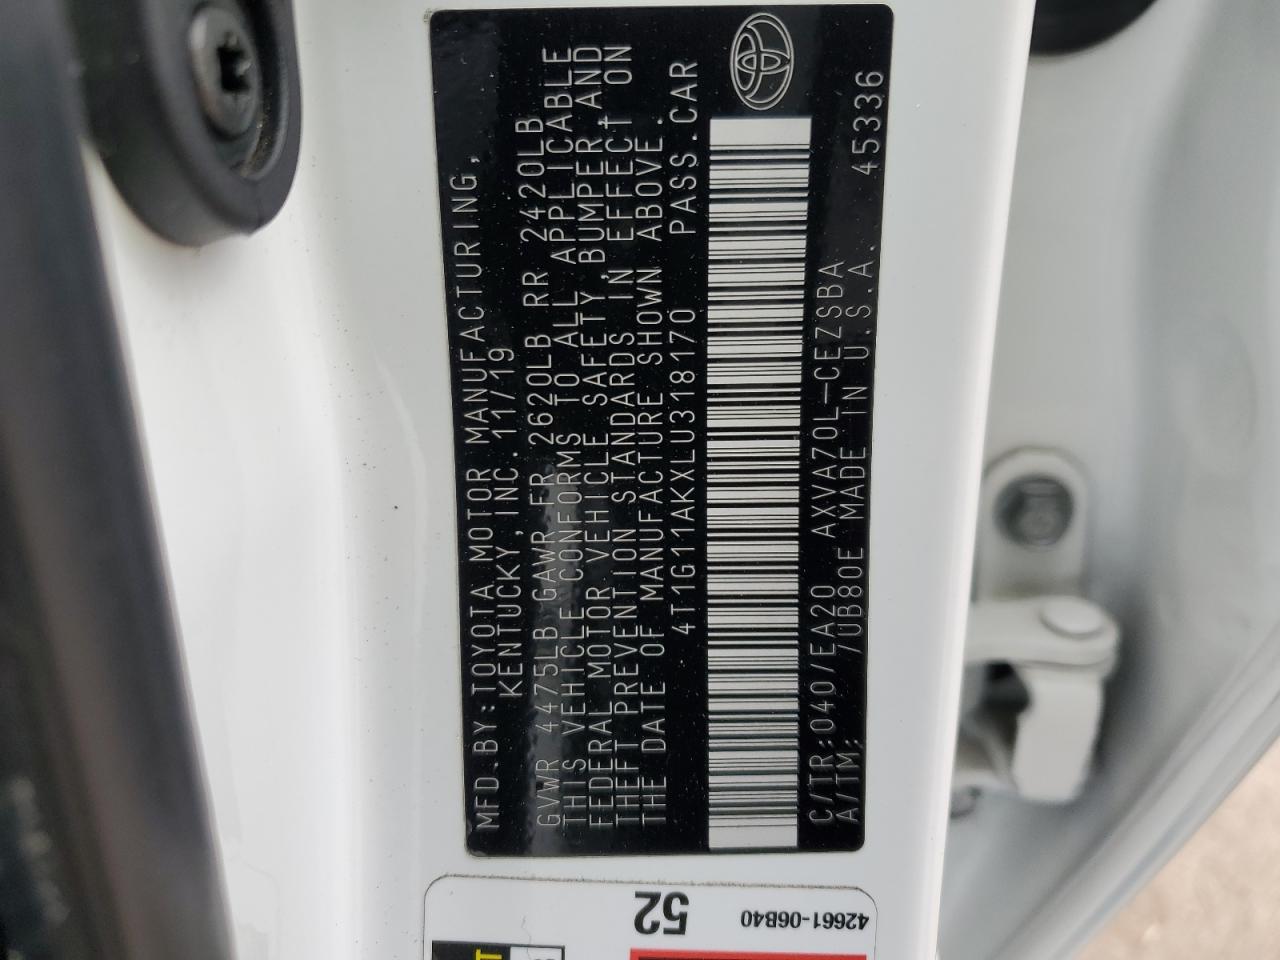 MFD.BY:TOYOTA MOTOR MANUFACTURING,
KENTUCKY,INC.11/19
GVWR 4475LB GAWR FR 2620LB RR 2420LB
THIS VEHICLE CONFORMS TO ALL APPLICABLE
FEDERAL MOTOR VEHICLE SAFETY,BUMPER,AND
THEFT PREVENTION STANDARDS IN EFFECT ON
THE DATE OF MANUFACTURE SHOWN ABOVE.
4T1G11AKXLU318170 PASS.CAR
C/TR:040/EA20 AXVA70L-CEZSBA
A/TM: /UB80E MADE IN U.S.A. 45336
52
42661-06B40